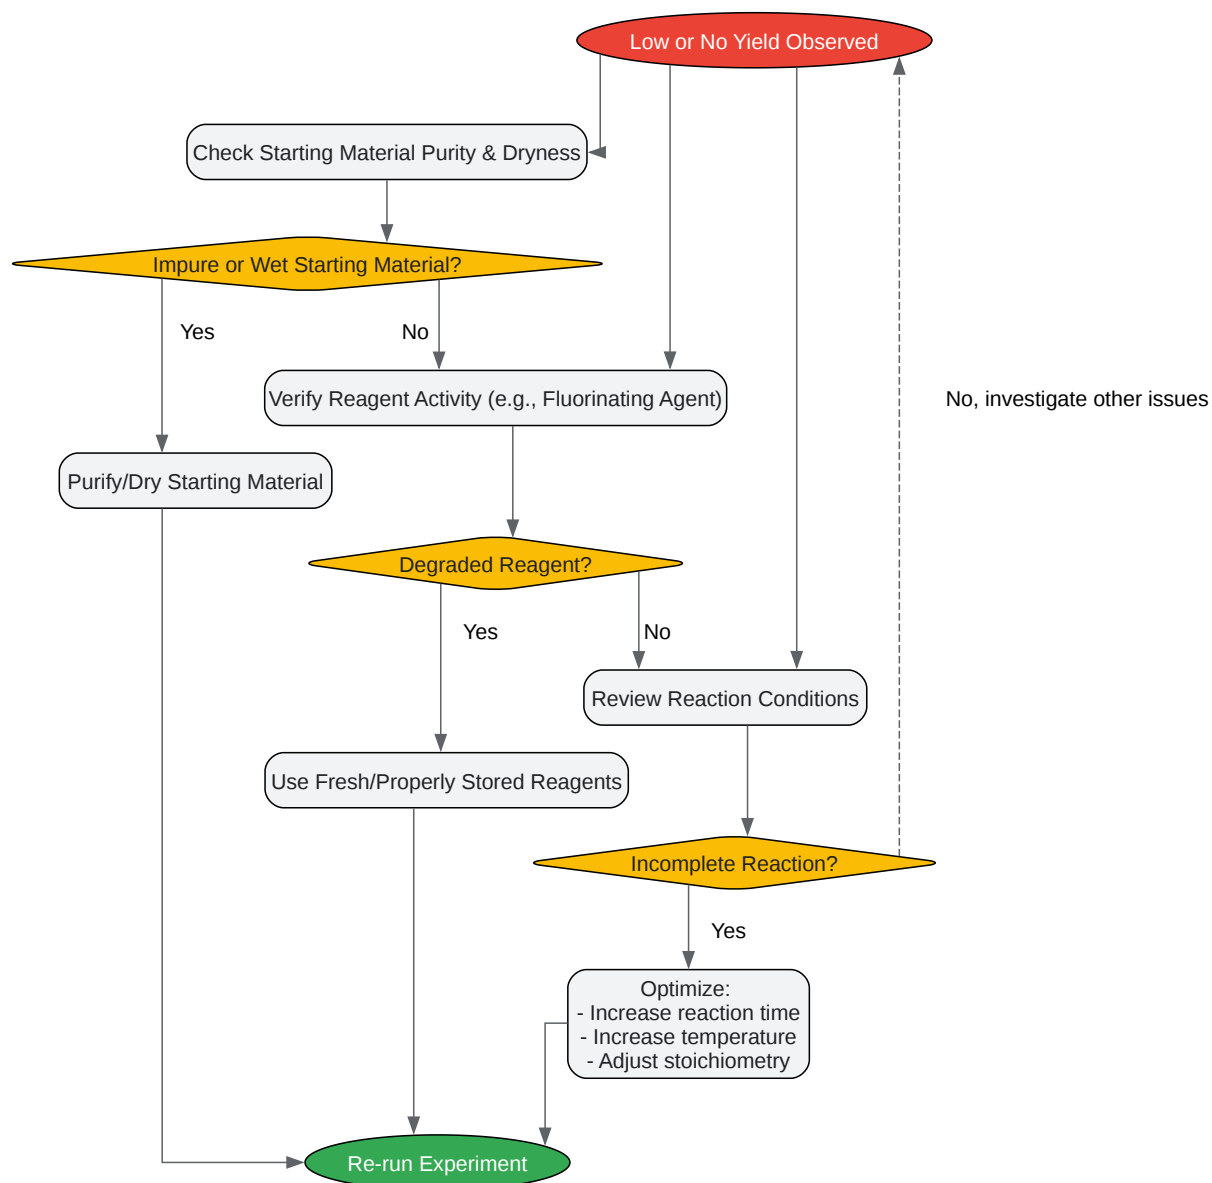 Low or No Yield Observed
Check Starting Material Purity & Dryness
Impure or Wet Starting Material?
Yes
No
Verify Reagent Activity (e.g., Fluorinating Agent)
No, investigate other issues
Purify/Dry Starting Material
Degraded Reagent?
Yes
No
Review Reaction Conditions
Use Fresh/Properly Stored Reagents
Incomplete Reaction?
Yes
Optimize:
- Increase reaction time
- Increase temperature
- Adjust stoichiometry
Re-run Experiment